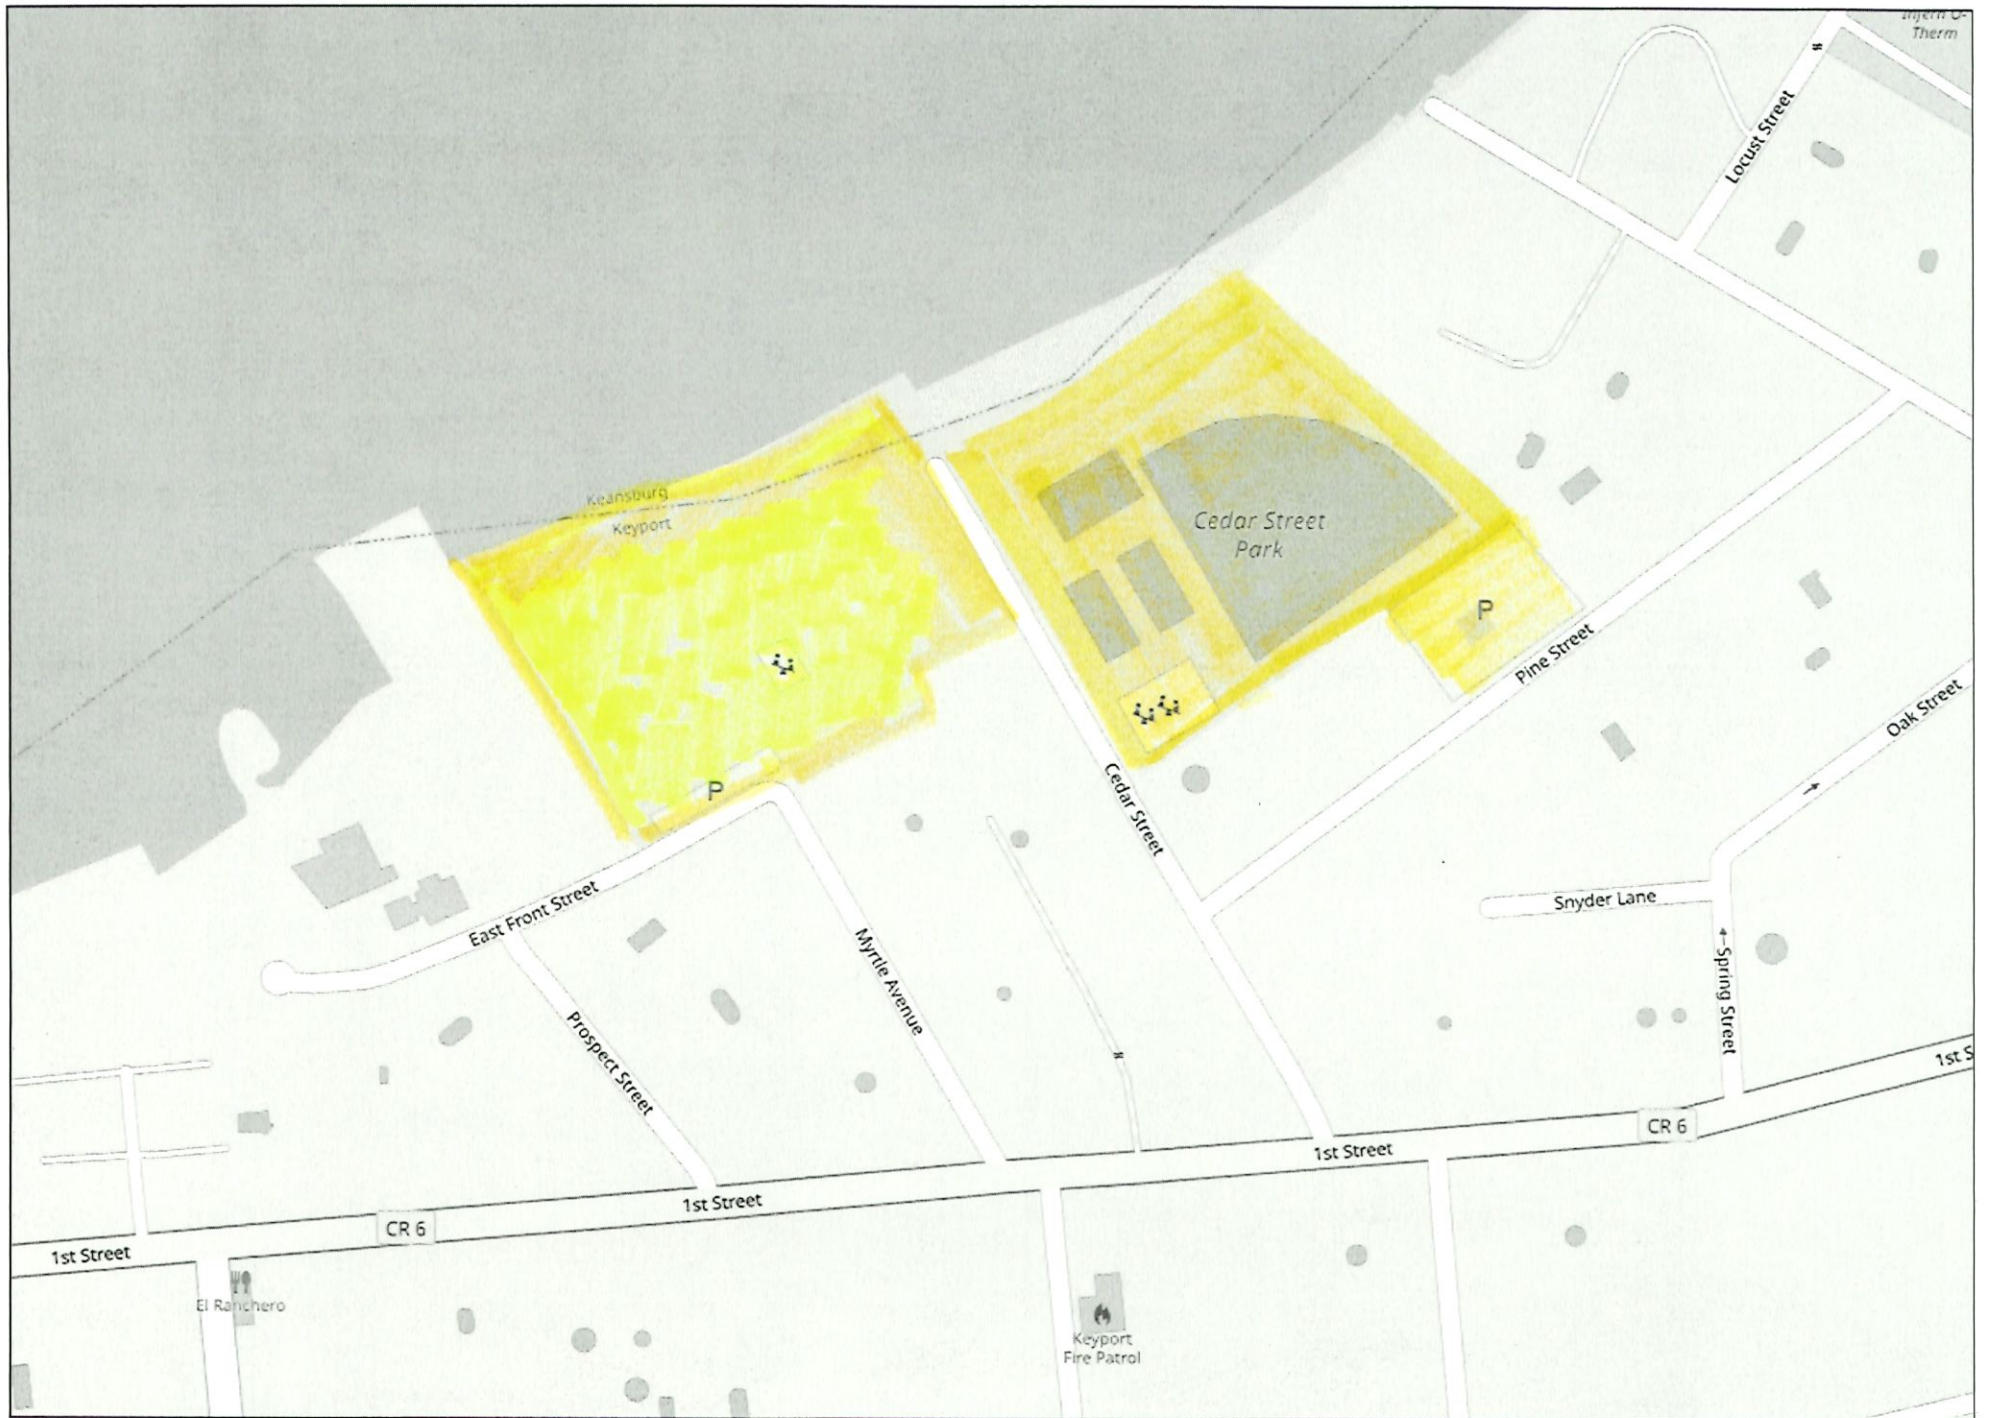 Therm
Locust Street
Keansburg
Keyport
Cedar Street
Park
P
P
Pine Street
Oak Street
Cedar Street
Snyder Lane
East Front Street
Myrtle Avenue
Spring Street
Prospect Street
1st S
CR 6
1st Street
1st Street
CR 6
1st Street
El Ranchero
Keyport
Fire Patrol